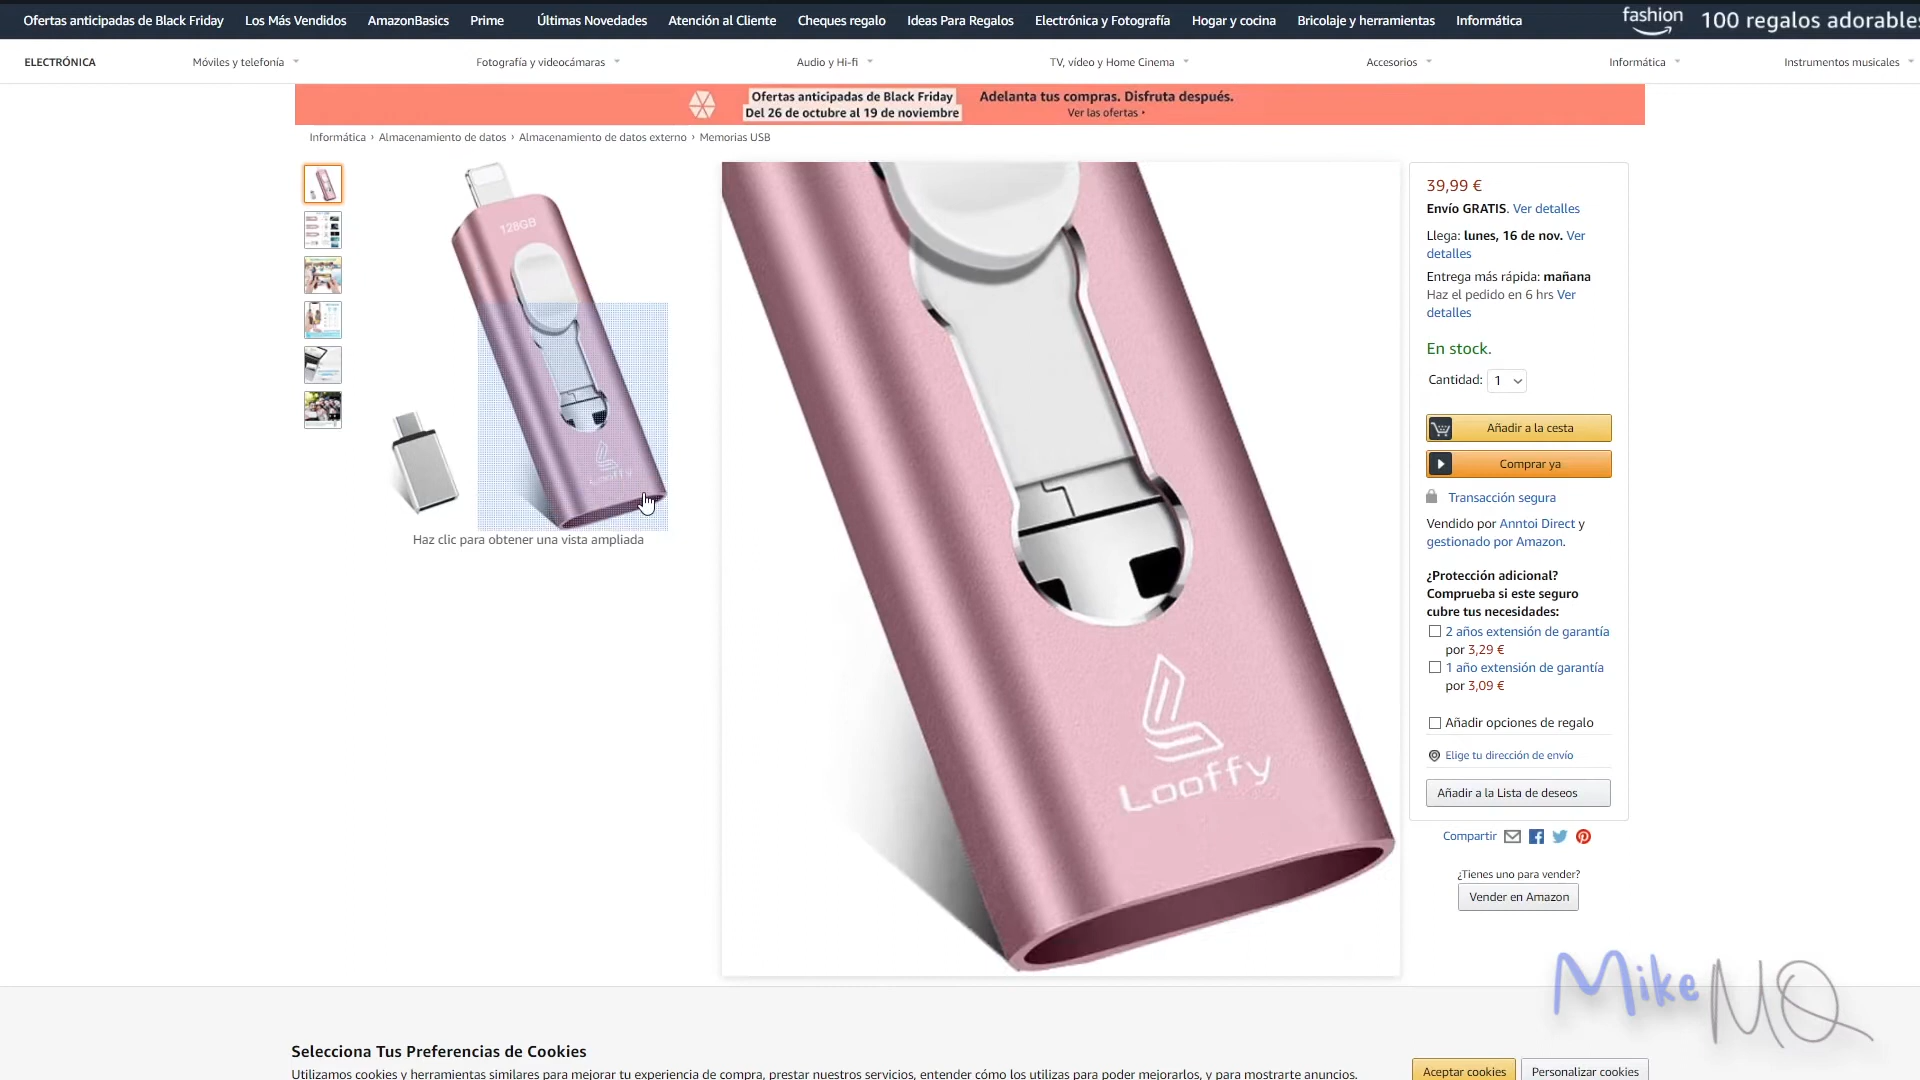 Ofertas anticipadas de Black Friday Los Más Vendidos AmazonBasics Prime Últimas Novedades Atención al Cliente Cheques regalo Ideas Para Regalos Electrónica y Fotografía Hogar y cocina Bricolaje y herramientas Informática fashion 100 regalos adorables
ELECTRÓNICA Móviles y telefonía Fotografía y videocámaras Audio y Hi-fi TV, vídeo y Home Cinema Accesorios Informática Instrumentos musicales
Ofertas anticipadas de Black Friday
Del 26 de octubre al 19 de noviembre
Adelanta tus compras. Disfruta después.
Ver las ofertas ‣
Informática › Almacenamiento de datos › Almacenamiento de datos externo › Memorias USB
128GB
Looffy
Haz clic para obtener una vista ampliada
Looffy
39,99 €
Envío GRATIS. Ver detalles
Llega: lunes, 16 de nov. Ver
detalles
Entrega más rápida: mañana
Haz el pedido en 6 hrs Ver
detalles
En stock.
Cantidad: 1
Añadir a la cesta
Comprar ya
Transacción segura
Vendido por Anntoi Direct y
gestionado por Amazon.
¿Protección adicional?
Comprueba si este seguro
cubre tus necesidades:
2 años extensión de garantía
por 3,29 €
1 año extensión de garantía
por 3,09 €
Añadir opciones de regalo
Elige tu dirección de envío
Añadir a la Lista de deseos
Compartir
¿Tienes uno para vender?
Vender en Amazon
MikeMQ
Selecciona Tus Preferencias de Cookies
Utilizamos cookies y herramientas similares para mejorar tu experiencia de compra, prestar nuestros servicios, entender cómo los utilizas para poder mejorarlos, y para mostrarte anuncios.
Aceptar cookies
Personalizar cookies